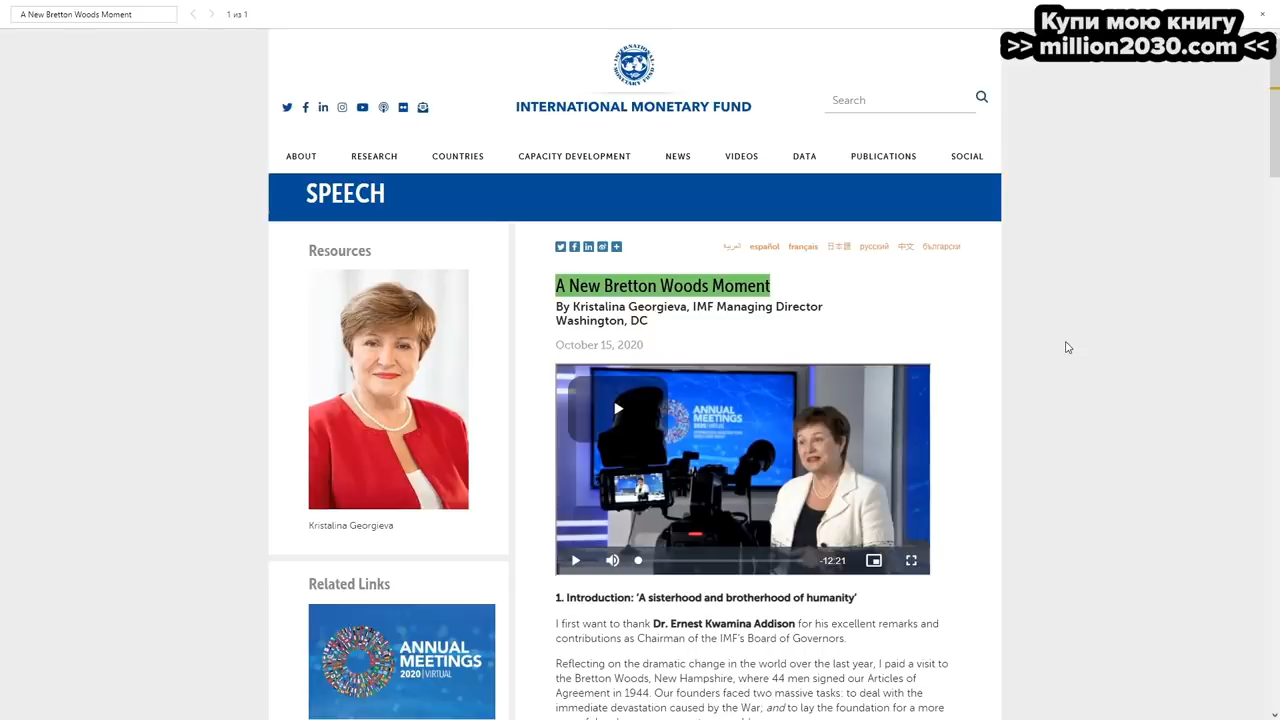 A New Bretton Woods Moment
1 из 1
Купи мою книгу
>> million2030.com <<
INTERNATIONAL MONETARY FUND
Search
ABOUT RESEARCH COUNTRIES CAPACITY DEVELOPMENT NEWS VIDEOS DATA PUBLICATIONS SOCIAL
SPEECH
Resources
Kristalina Georgieva
Related Links
ANNUAL
MEETINGS
2020 | VIRTUAL
العربية español français 日本語 русский 中文 български
A New Bretton Woods Moment
By Kristalina Georgieva, IMF Managing Director
Washington, DC
October 15, 2020
ANNUAL
MEETINGS
-12:21
1. Introduction: ‘A sisterhood and brotherhood of humanity’
I first want to thank Dr. Ernest Kwamina Addison for his excellent remarks and
contributions as Chairman of the IMF’s Board of Governors.
Reflecting on the dramatic change in the world over the last year, I paid a visit to
the Bretton Woods, New Hampshire, where 44 men signed our Articles of
Agreement in 1944. Our founders faced two massive tasks: to deal with the
immediate devastation caused by the War; and to lay the foundation for a more